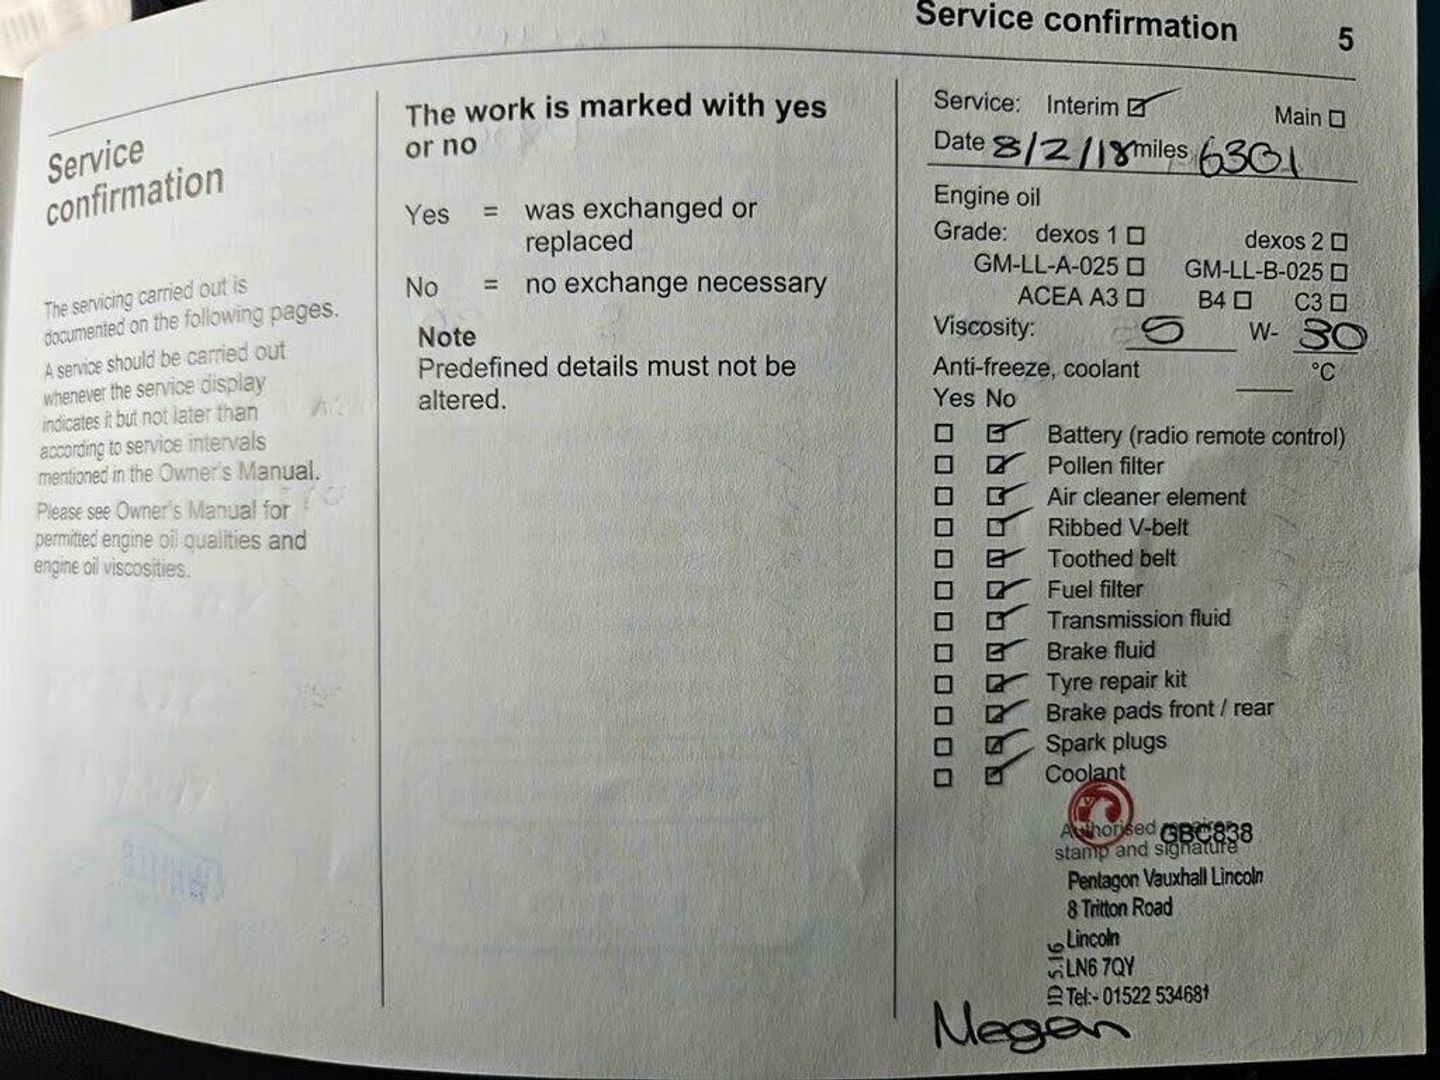 Service confirmation 5
Service
confirmation
The servicing carried out is
documented on the following pages.
A service should be carried out
whenever the service display
indicates it but not later than
according to service intervals
mentioned in the Owner's Manual.
Please see Owner's Manual for
permitted engine oil qualities and
engine oil viscosities.
The work is marked with yes
or no
Yes = was exchanged or
replaced
No = no exchange necessary
Note
Predefined details must not be
altered.
Service: Interim Main
Date 8/2/18 miles 6301
Engine oil
Grade: dexos 1 dexos 2
GM-LL-A-025 GM-LL-B-025
ACEA A3 B4 C3
Viscosity: 5 W- 30
Anti-freeze, coolant °C
Yes No
Battery (radio remote control)
Pollen filter
Air cleaner element
Ribbed V-belt
Toothed belt
Fuel filter
Transmission fluid
Brake fluid
Tyre repair kit
Brake pads front / rear
Spark plugs
Coolant
Authorised repairer GBC838
stamp and signature
Pentagon Vauxhall Lincoln
8 Tritton Road
Lincoln
LN6 7QY
Tel:- 01522 534681
ID 5.16
Megan